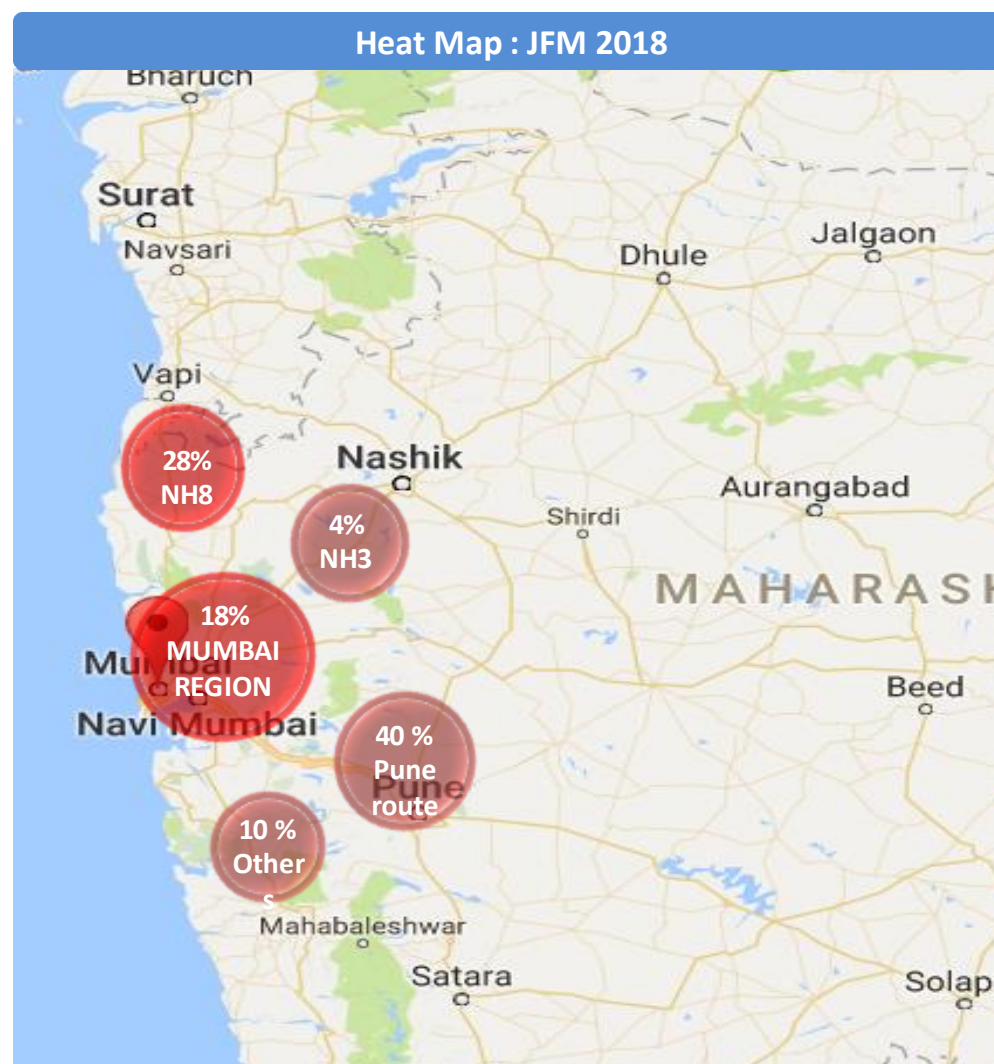 Heat Map : JFM 2018
Bharuch
Surat
Navsari
Dhule
Jalgaon
Vapi
28%
NH8
Nashik
Aurangabad
4%
NH3
Shirdi
MAHARASH
18%
MUMBAI
REGION
Mumbai
Navi Mumbai
Beed
40 %
Pune
route
Pune
10 %
Other
s
Mahabaleshwar
Satara
Solap